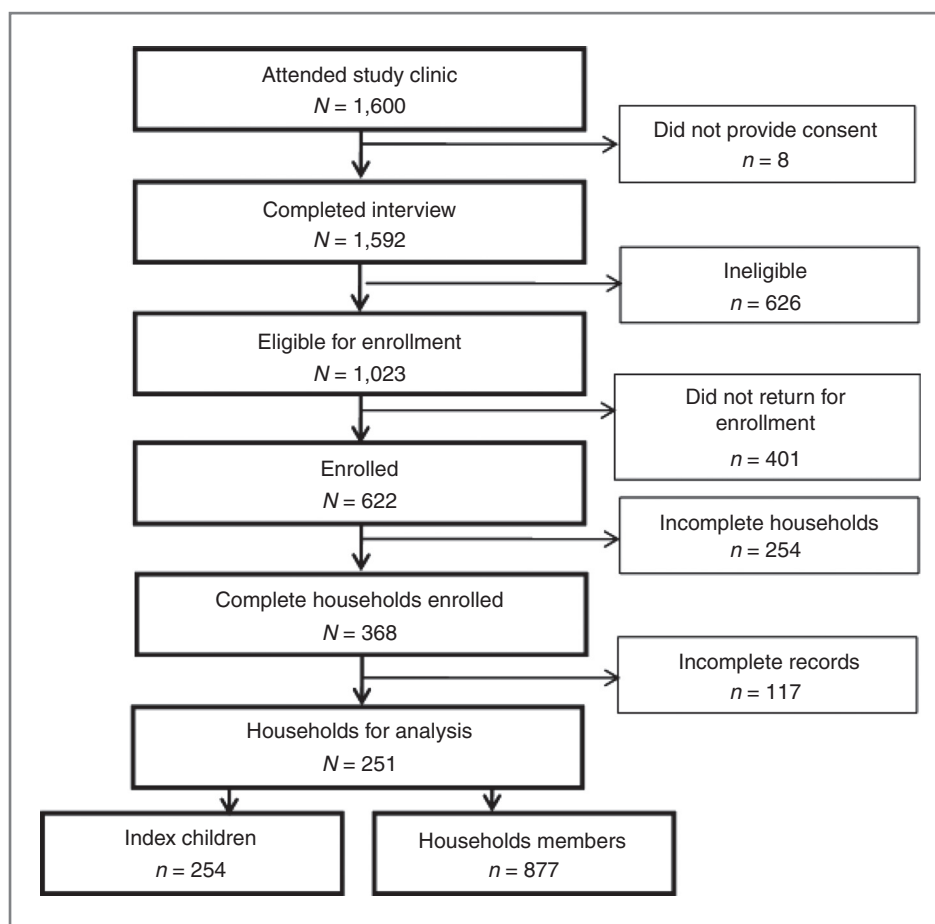 Attended study clinic
N = 1,600
Did not provide consent
n = 8
Completed interview
N = 1,592
Ineligible
n = 626
Eligible for enrollment
N = 1,023
Did not return for
enrollment
n = 401
Enrolled
N = 622
Incomplete households
n = 254
Complete households enrolled
N = 368
Incomplete records
n = 117
Households for analysis
N = 251
Index children
n = 254
Households members
n = 877